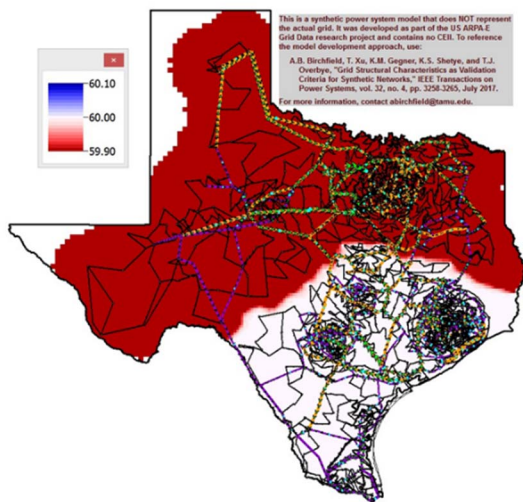 This is a synthetic power system model that does NOT represent
the actual grid. It was developed as part of the US ARPA-E
Grid Data research project and contains no CEII. To reference
the model development approach, use:
A.B. Birchfield, T. Xu, K.M. Gegner, K.S. Shetye, and T.J.
Overbye, "Grid Structural Characteristics as Validation
Criteria for Synthetic Networks," IEEE Transactions on
Power Systems, vol. 32, no. 4, pp. 3258-3265, July 2017.
For more information, contact abirchfield@tamu.edu.
60.10
60.00
59.90